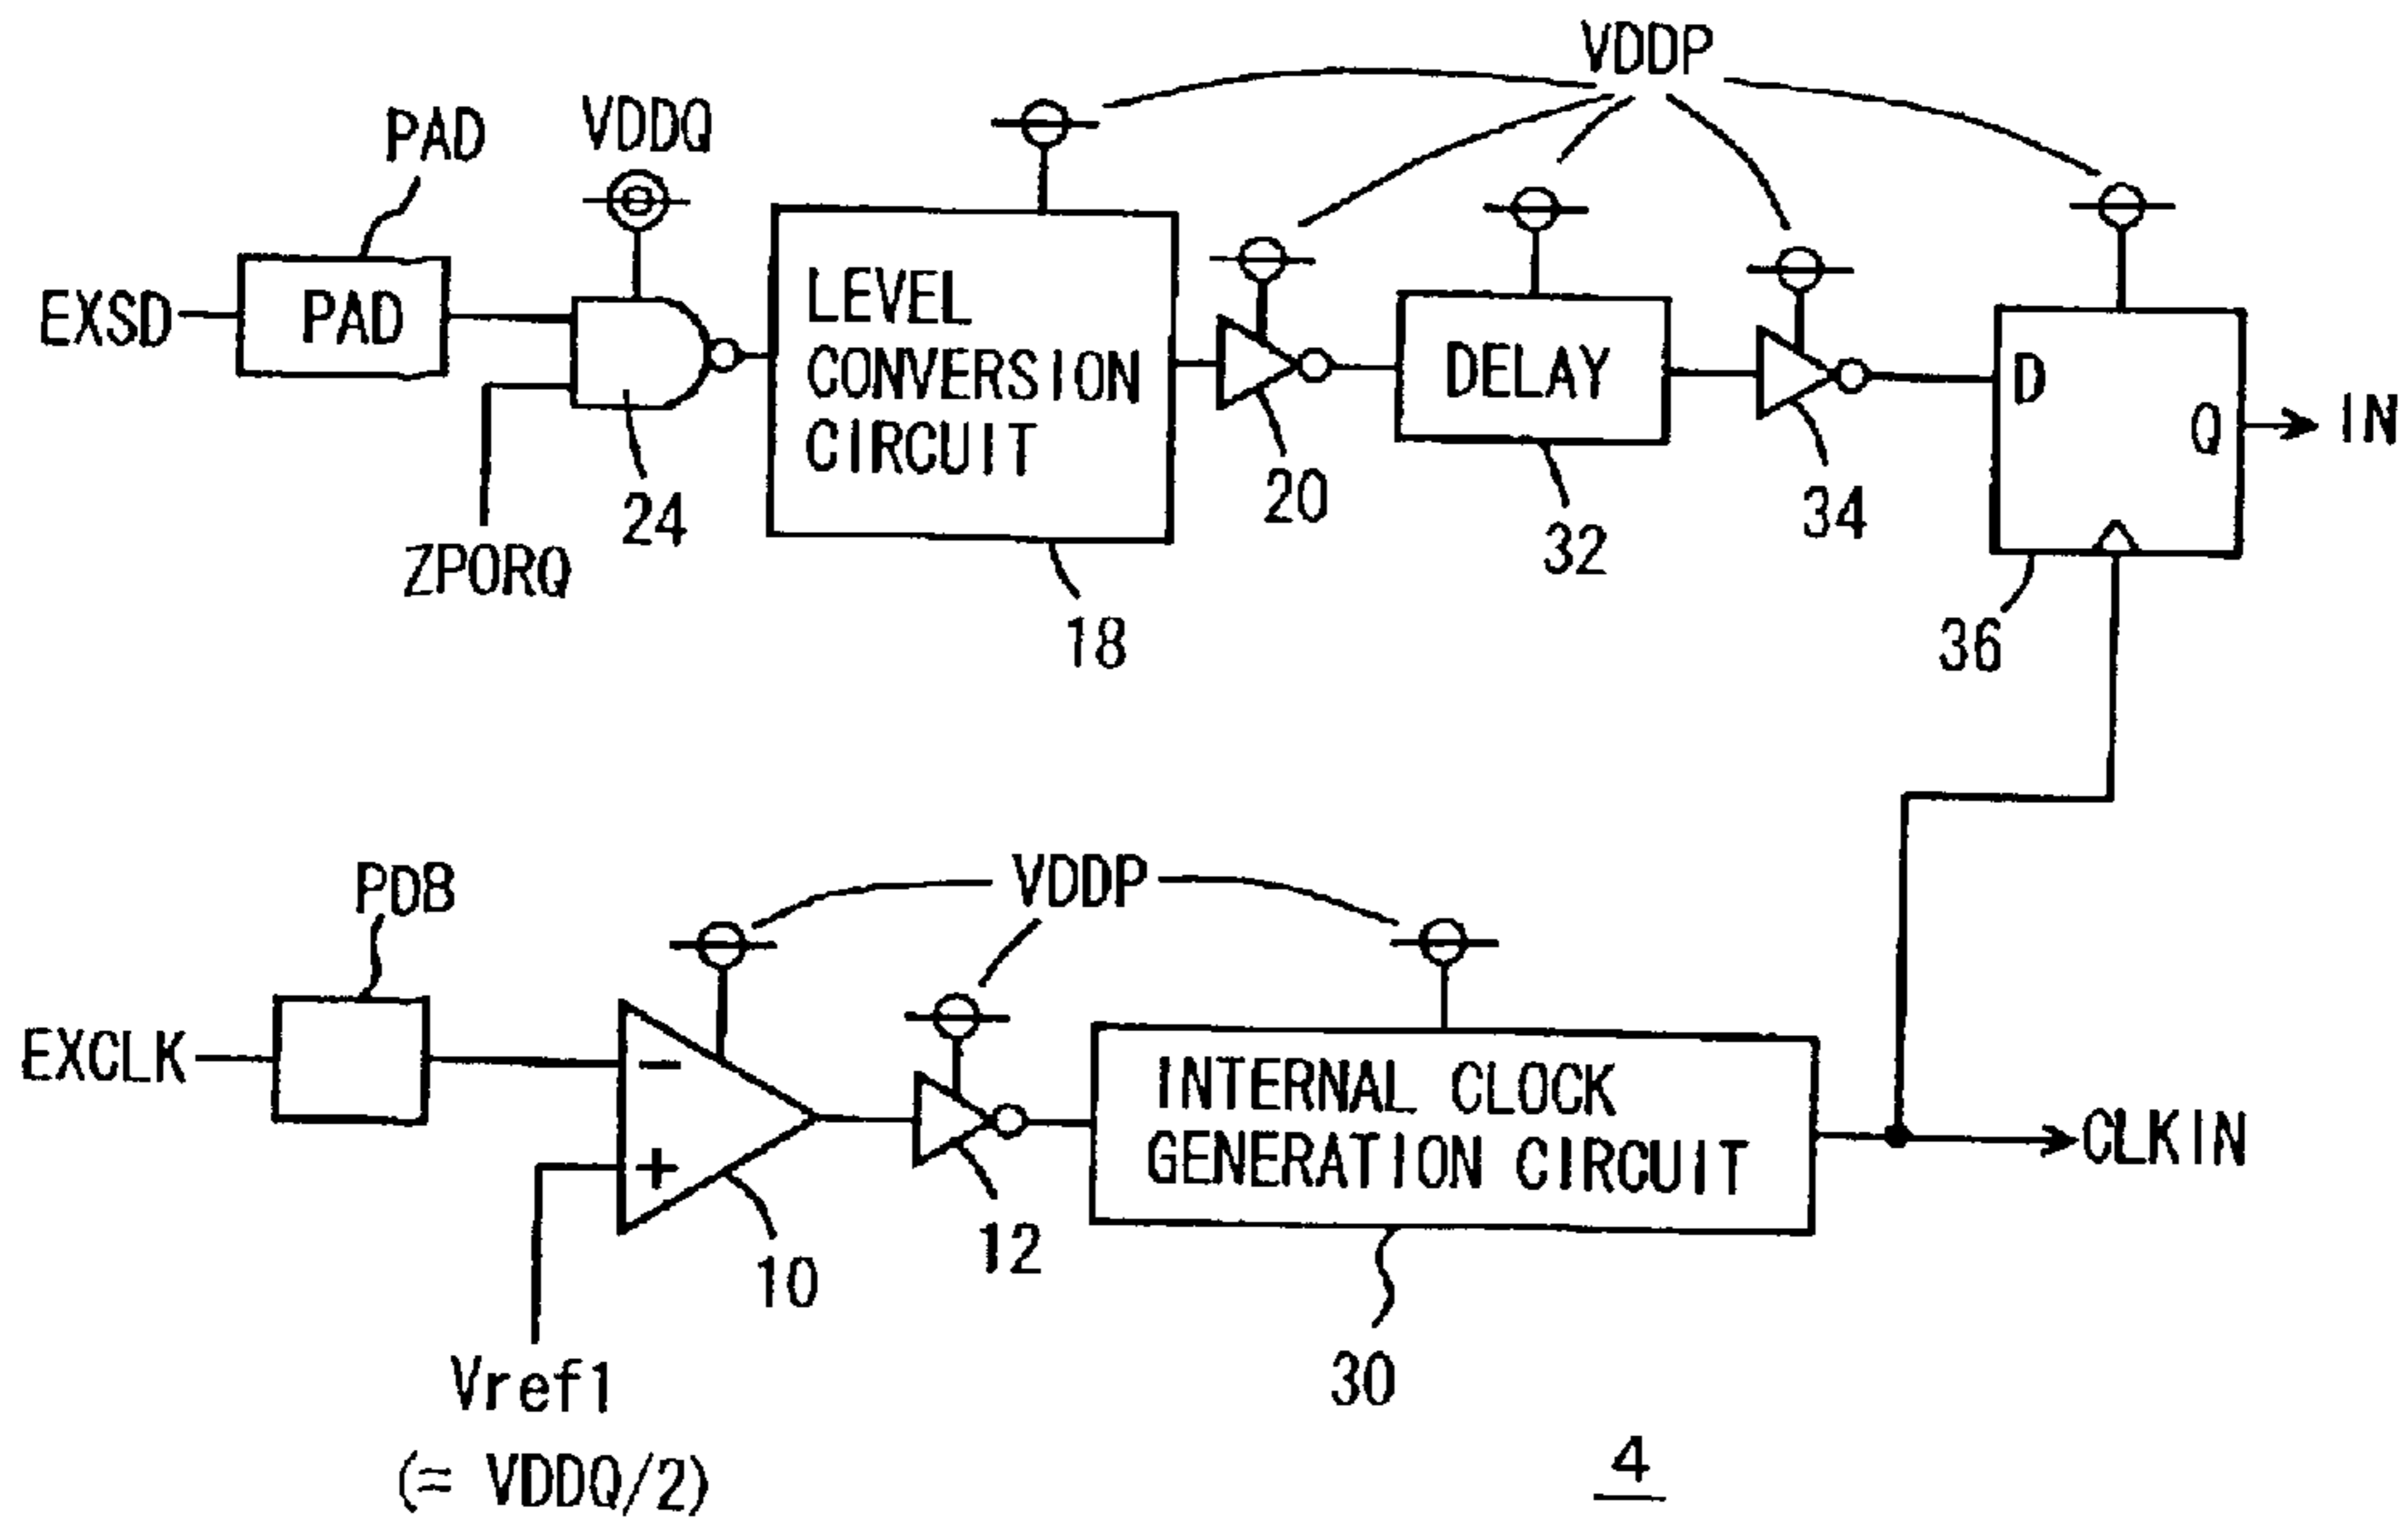 VDDP
PAD
VDDQ
EXSD
PAD
LEVEL
CONVERSION
CIRCUIT
DELAY
D
Q
IN
24
ZPORQ
20
32
34
18
36
PDB
VDDP
EXCLK
−
+
INTERNAL CLOCK
GENERATION CIRCUIT
CLKIN
10
12
30
Vref1
(= VDDQ/2)
4